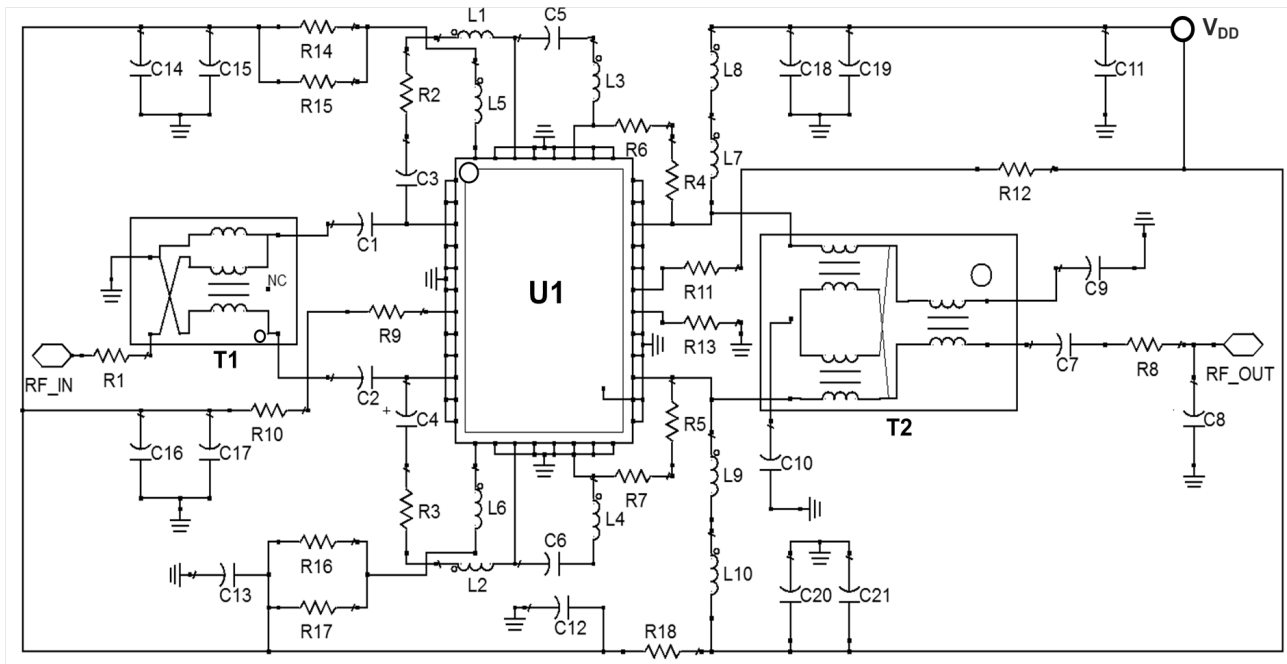 L1
C5
V_DD
R14
C14
C15
R15
R2
L5
L3
L8
C18
C19
C11
R6
C3
R4
L7
R12
C1
NC
U1
R11
C9
R9
R13
T1
RF_IN
R1
C7
R8
RF_OUT
C2
+
C4
R10
R5
T2
C8
C16
C17
C10
L9
R7
R3
L6
L4
R16
C6
L2
C13
L10
C20
C21
R17
C12
R18